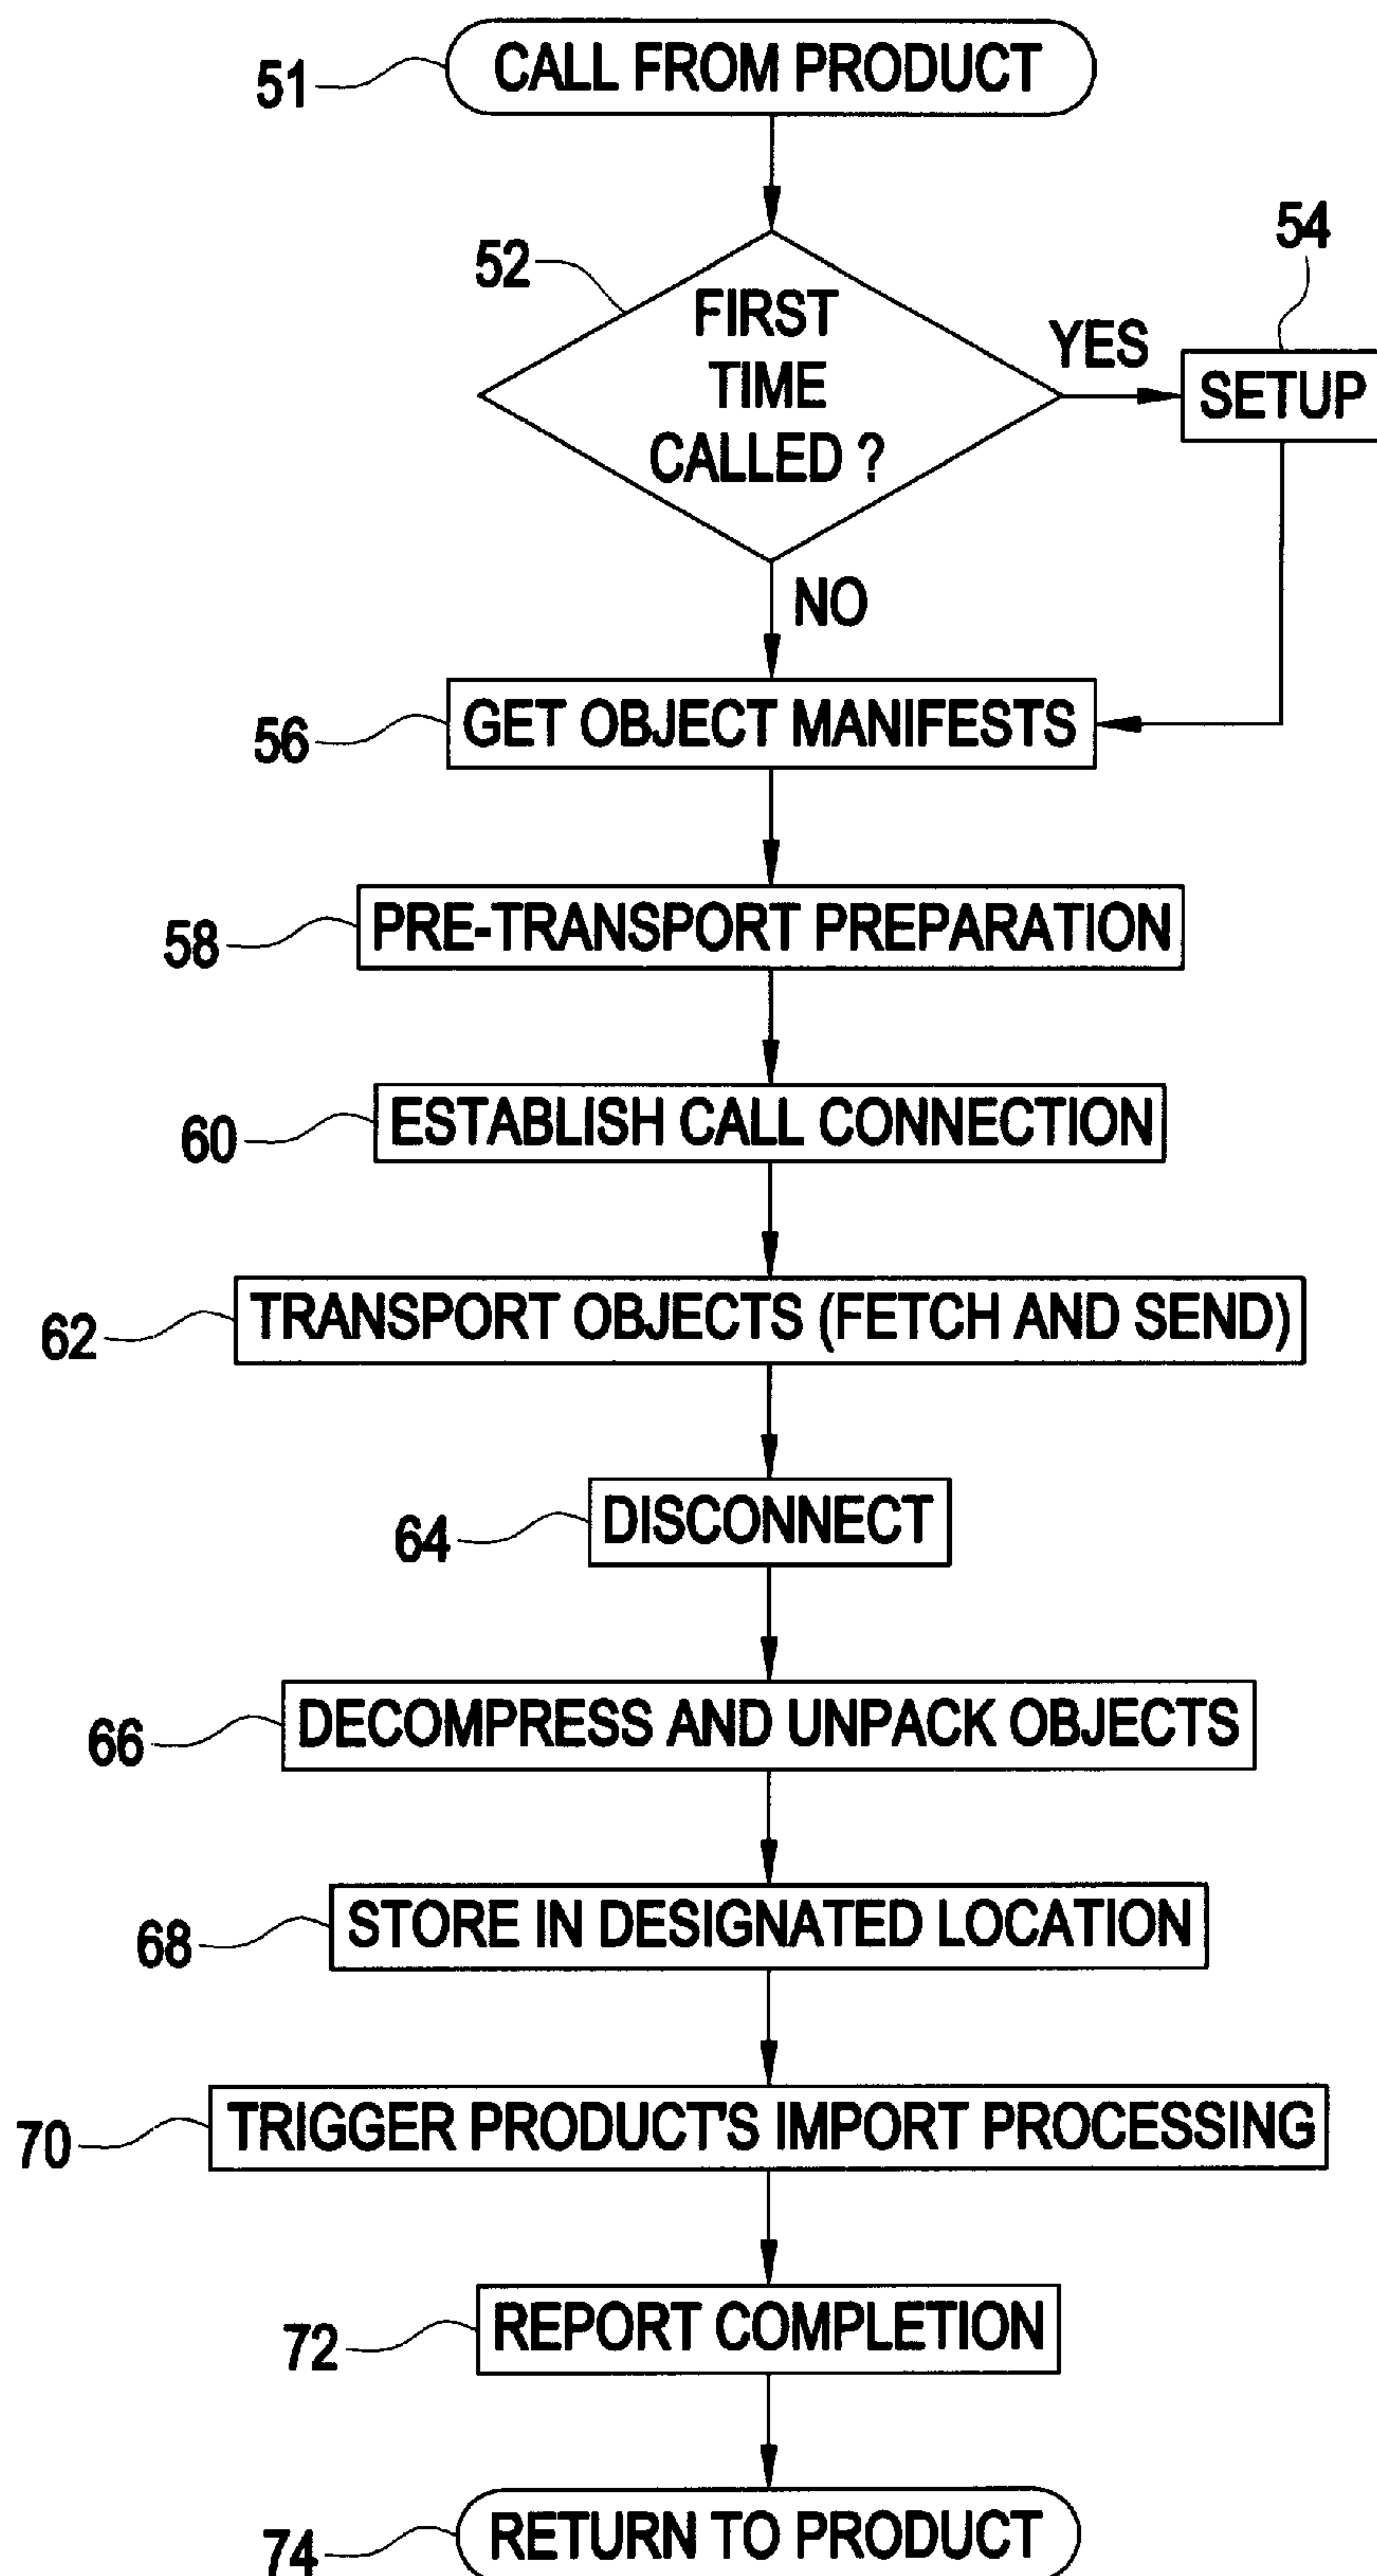 51 CALL FROM PRODUCT
54
52 FIRST
TIME
CALLED ?
YES
SETUP
NO
56 GET OBJECT MANIFESTS
58 PRE-TRANSPORT PREPARATION
60 ESTABLISH CALL CONNECTION
62 TRANSPORT OBJECTS (FETCH AND SEND)
64 DISCONNECT
66 DECOMPRESS AND UNPACK OBJECTS
68 STORE IN DESIGNATED LOCATION
70 TRIGGER PRODUCT'S IMPORT PROCESSING
72 REPORT COMPLETION
74 RETURN TO PRODUCT